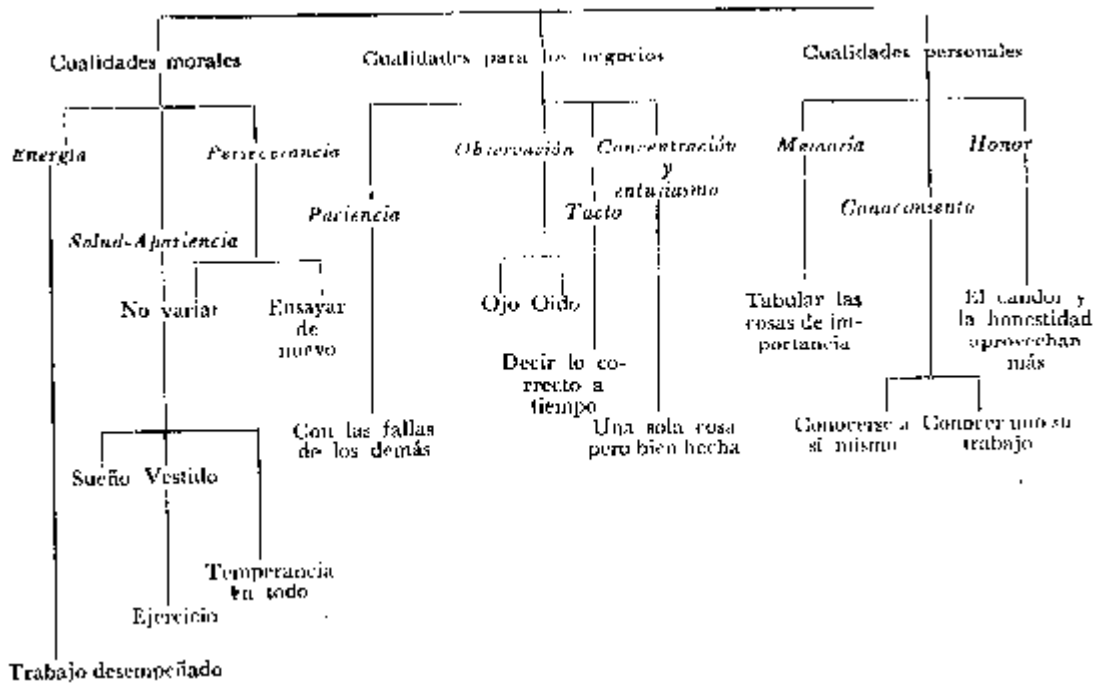 Cualidades morales
Cualidades para los negocios
Cualidades personales
Energía
Perseverancia
Observación
Concentración
y
entusiasmo
Memoria
Honor
Paciencia
Tacto
Conocimiento
Salud-Apariencia
No variar
Ensayar
de
nuevo
Ojo Oído
Tabular las
cosas de im-
portancia
El candor y
la honestidad
aprovechan
más
Decir lo co-
rrecto a
tiempo
Con las fallas
de los demás
Una sola cosa
pero bien hecha
Conocerse a
sí mismo
Conocer uno su
trabajo
Sueño Vestido
Temperancia
en todo
Ejercicio
Trabajo desempeñado